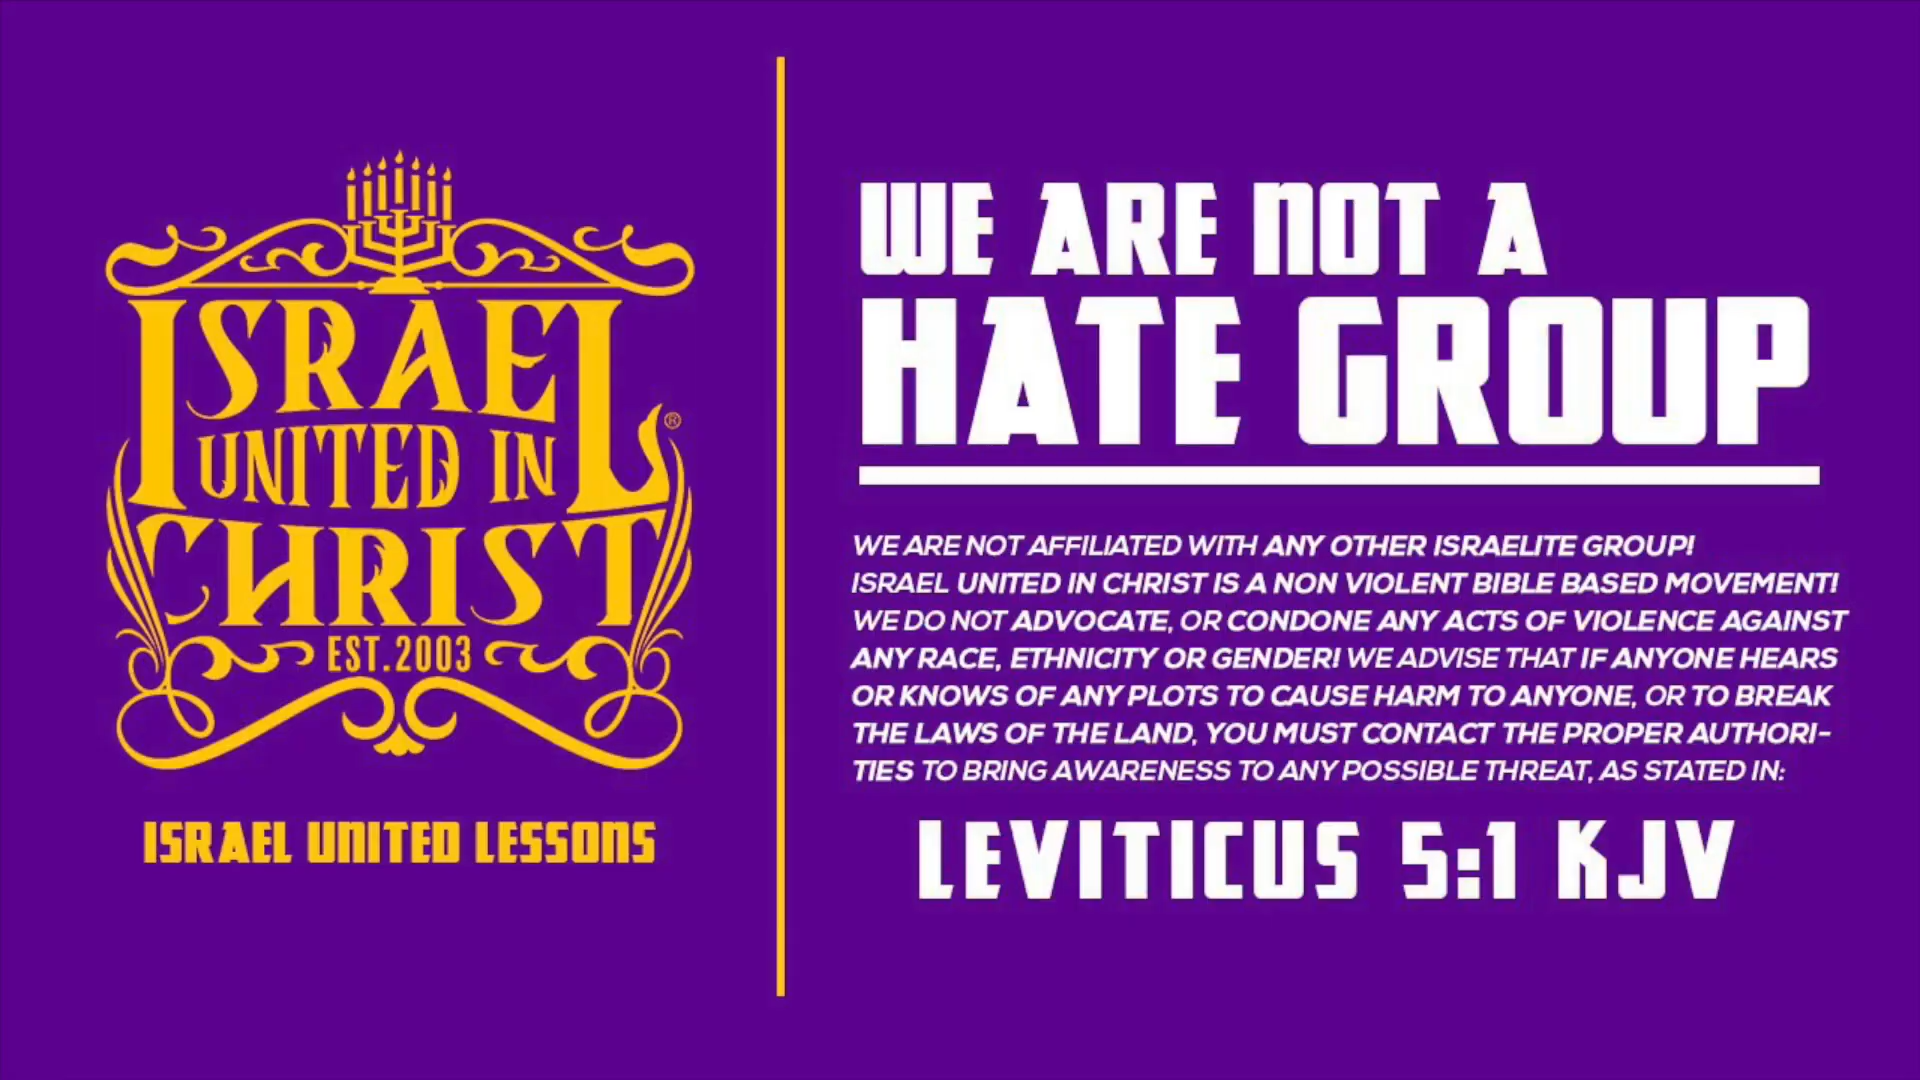 ISRAEL
UNITED IN
CHRIST
®
EST.2003
ISRAEL UNITED LESSONS
WE ARE NOT A
HATE GROUP
WE ARE NOT AFFILIATED WITH ANY OTHER ISRAELITE GROUP!
ISRAEL UNITED IN CHRIST IS A NON VIOLENT BIBLE BASED MOVEMENT!
WE DO NOT ADVOCATE, OR CONDONE ANY ACTS OF VIOLENCE AGAINST
ANY RACE, ETHNICITY OR GENDER! WE ADVISE THAT IF ANYONE HEARS
OR KNOWS OF ANY PLOTS TO CAUSE HARM TO ANYONE, OR TO BREAK
THE LAWS OF THE LAND, YOU MUST CONTACT THE PROPER AUTHORI-
TIES TO BRING AWARENESS TO ANY POSSIBLE THREAT, AS STATED IN:
LEVITICUS 5:1 KJV